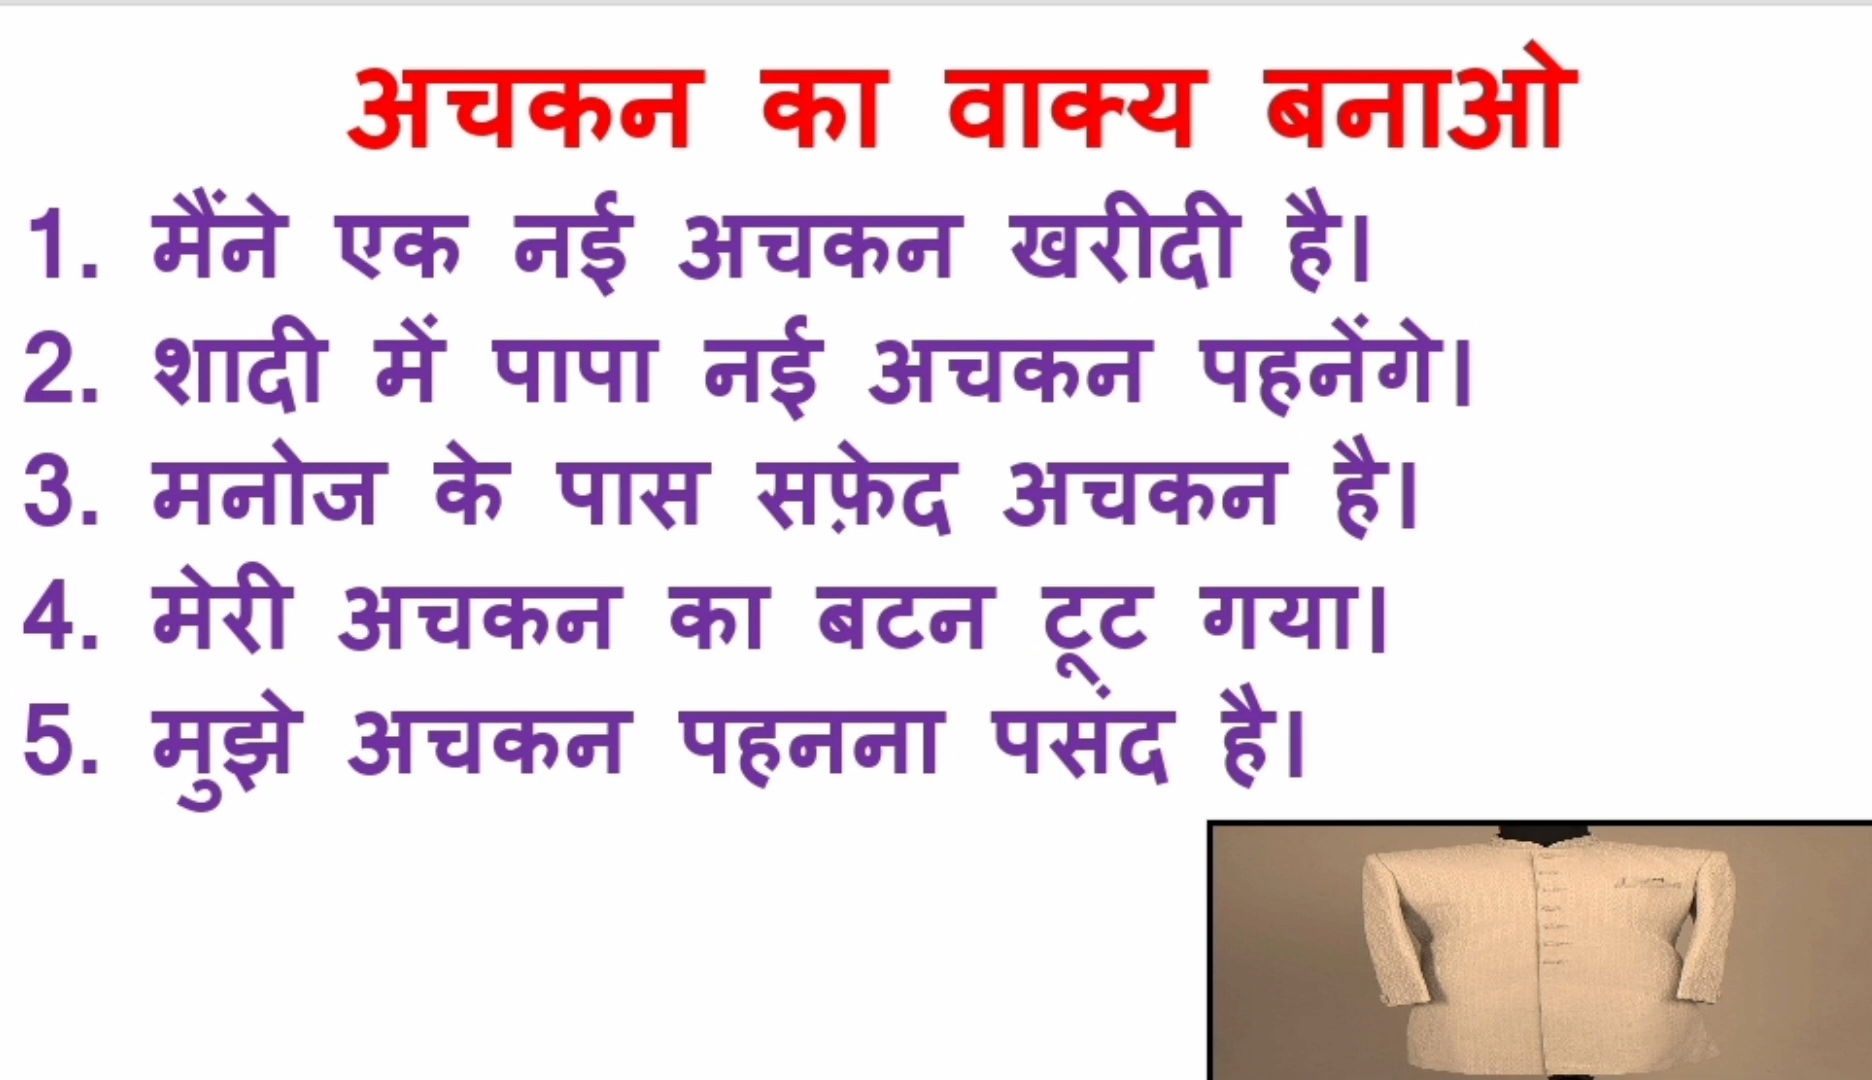 अचकन का वाक्य बनाओ
1. मैंने एक नई अचकन खरीदी है।
2. शादी में पापा नई अचकन पहनेंगे।
3. मनोज के पास सफ़ेद अचकन है।
4. मेरी अचकन का बटन टूट गया।
5. मुझे अचकन पहनना पसंद है।